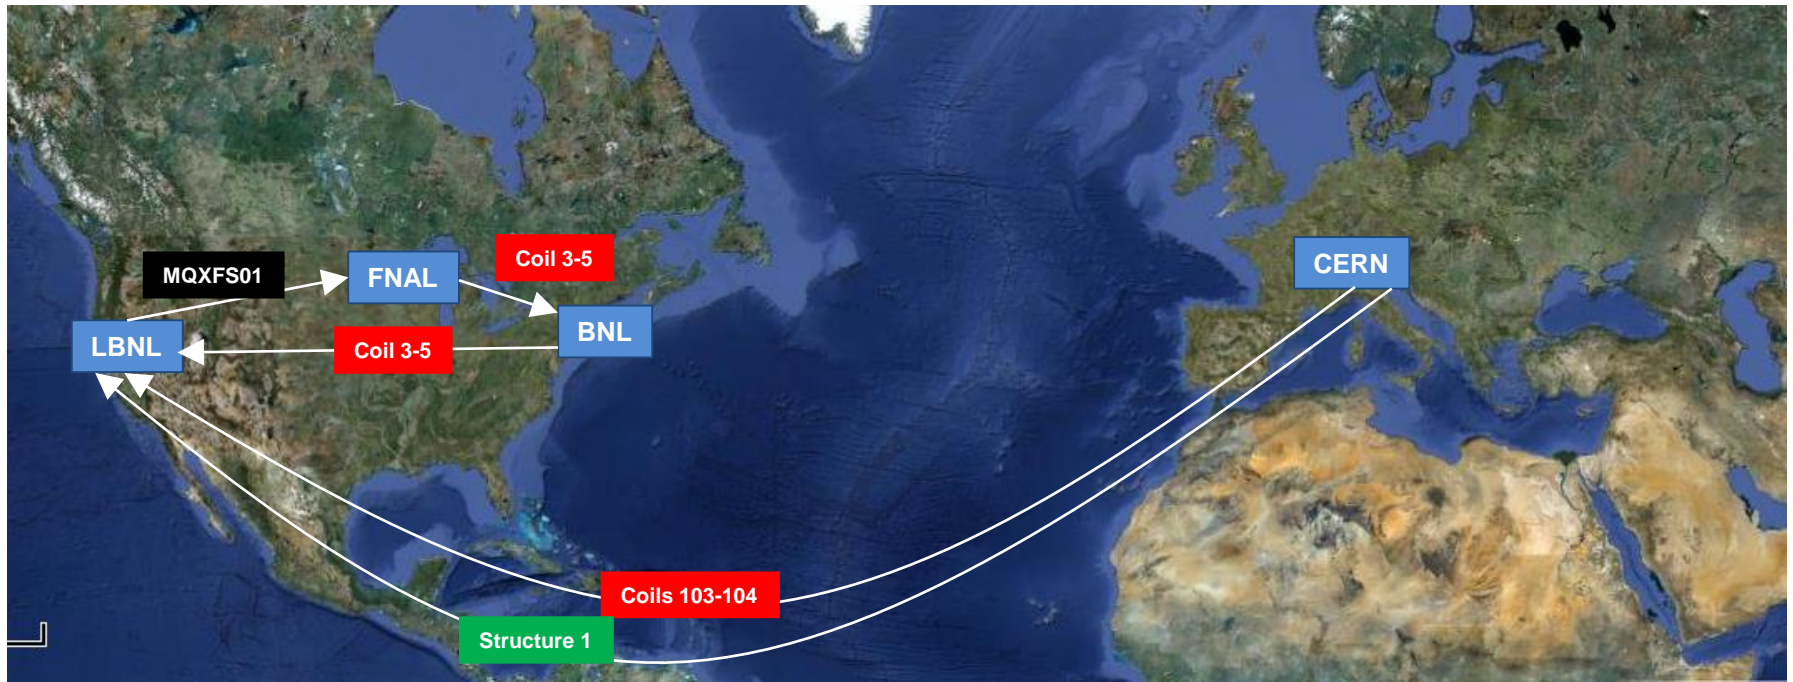 CERN
Coil 3-5
MQXFS01
FNAL
BNL
LBNL
Coil 3-5
Coils 103-104
Structure 1